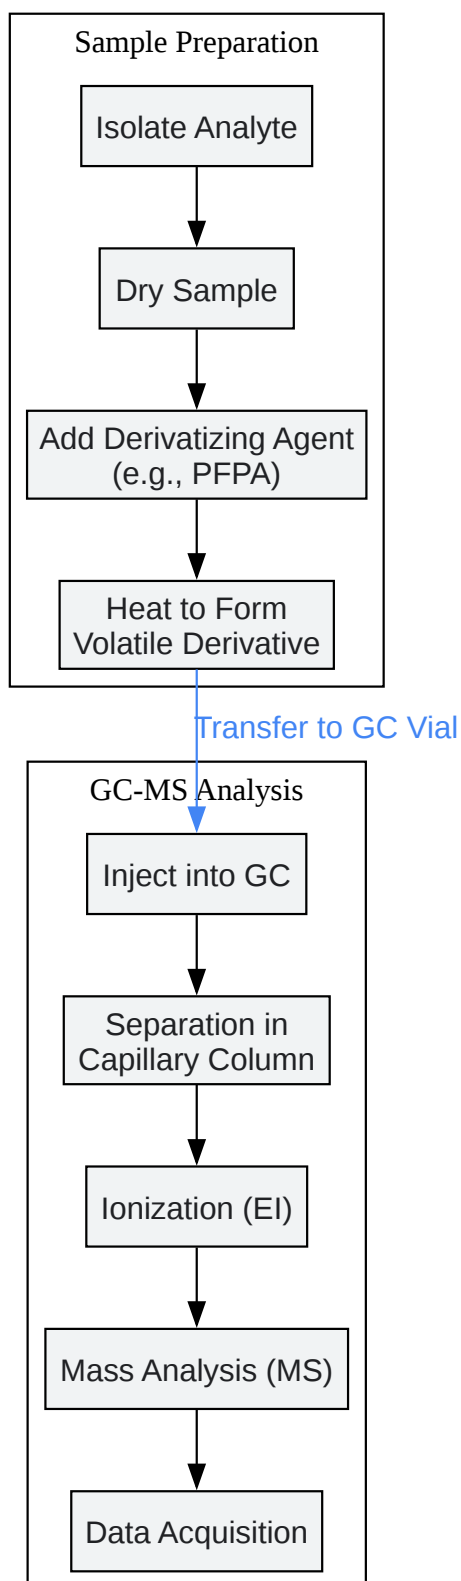 Sample Preparation
Isolate Analyte
Dry Sample
Add Derivatizing Agent
(e.g., PFPA)
Heat to Form
Volatile Derivative
Transfer to GC Vial
GC-MS Analysis
Inject into GC
Separation in
Capillary Column
Ionization (EI)
Mass Analysis (MS)
Data Acquisition